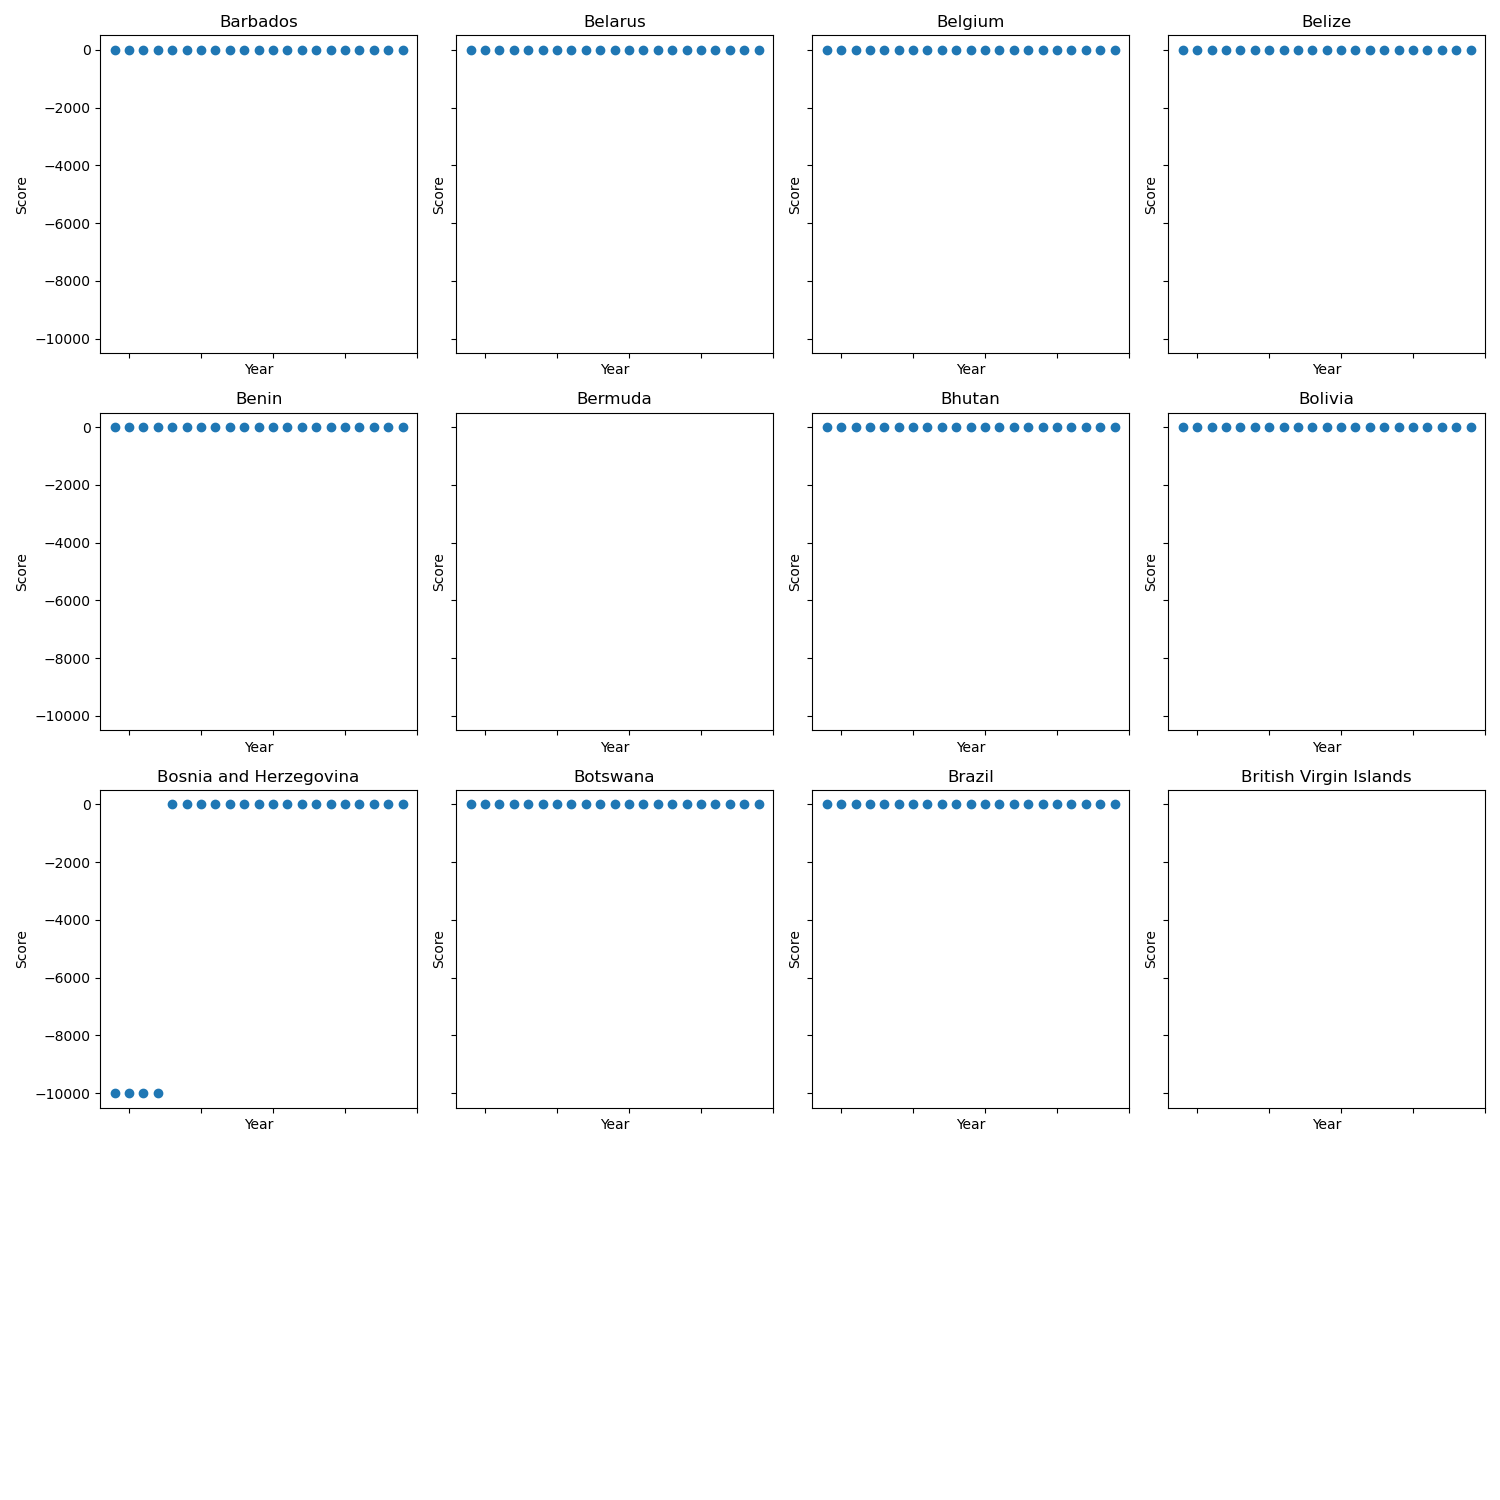 Barbados Belarus Belgium Belize
0
−2000
−4000
−6000
−8000
−10000
Score Score Score Score
Year Year Year Year
Benin Bermuda Bhutan Bolivia
0
−2000
−4000
−6000
−8000
−10000
Score Score Score Score
Year Year Year Year
Bosnia and Herzegovina Botswana Brazil British Virgin Islands
0
−2000
−4000
−6000
−8000
−10000
Score Score Score Score
Year Year Year Year